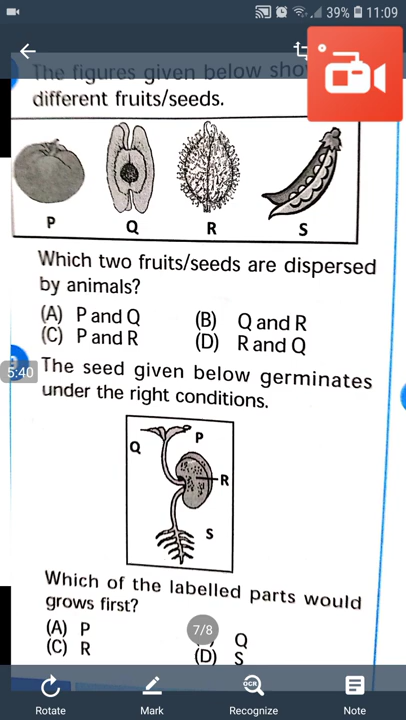 39% 11:09
The figures given below sho
different fruits/seeds.
P Q R S
Which two fruits/seeds are dispersed
by animals?
(A) P and Q (B) Q and R
(C) P and R (D) R and Q
5:40
The seed given below germinates
under the right conditions.
P
Q
R
S
Which of the labelled parts would
grows first?
(A) P Q
7/8
(C) R (D) S
Rotate Mark OCR Recognize Note